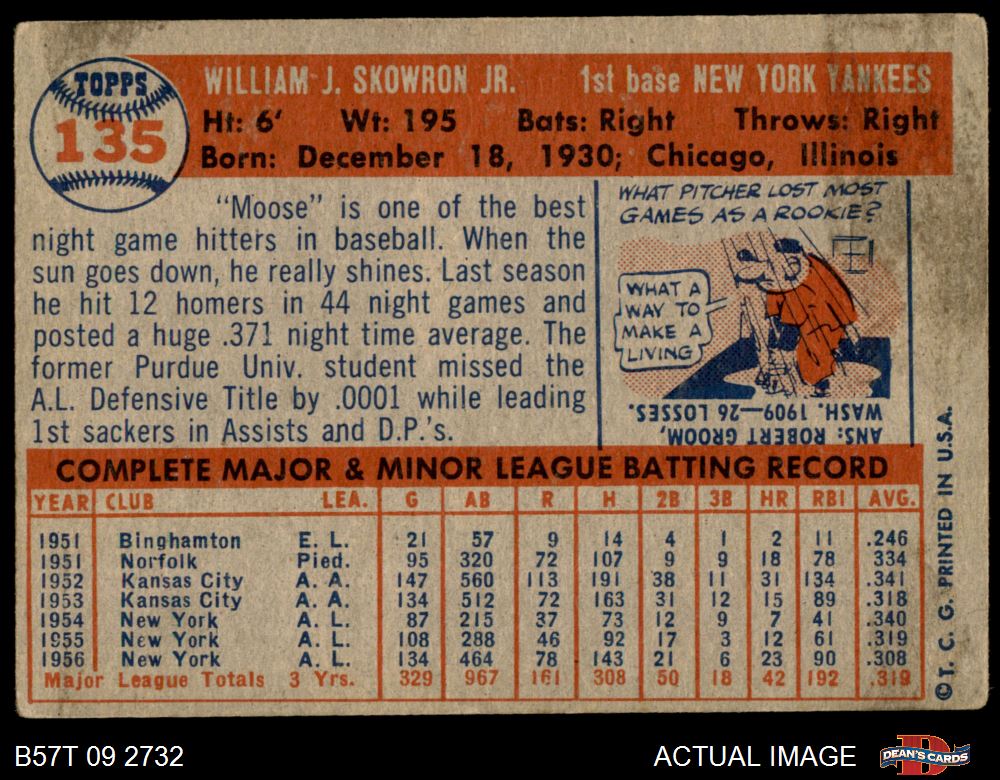 TOPPS
135
WILLIAM J. SKOWRON JR. 1st base NEW YORK YANKEES
Ht: 6' Wt: 195 Bats: Right Throws: Right
Born: December 18, 1930; Chicago, Illinois
"Moose" is one of the best
night game hitters in baseball. When the
sun goes down, he really shines. Last season
he hit 12 homers in 44 night games and
posted a huge .371 night time average. The
former Purdue Univ. student missed the
A.L. Defensive Title by .0001 while leading
1st sackers in Assists and D.P.'s.
WHAT PITCHER LOST MOST
GAMES AS A ROOKIE?
WHAT A
WAY TO
MAKE A
LIVING
ANS: ROBERT GROOM,
WASH. 1909—26 LOSSES.
COMPLETE MAJOR & MINOR LEAGUE BATTING RECORD
YEAR CLUB LEA. G AB R H 2B 3B HR RBI AVG.
1951 Binghamton E. L. 21 57 9 14 4 1 2 11 .246
1951 Norfolk Pied. 95 320 72 107 9 9 18 78 .334
1952 Kansas City A. A. 147 560 113 191 38 11 31 134 .341
1953 Kansas City A. A. 134 512 72 163 31 12 15 89 .318
1954 New York A. L. 87 215 37 73 12 9 7 41 .340
1955 New York A. L. 108 288 46 92 17 3 12 61 .319
1956 New York A. L. 134 464 78 143 21 6 23 90 .308
Major League Totals 3 Yrs. 329 967 161 308 50 18 42 192 .319
© T. C. G. PRINTED IN U.S.A.
B57T 09 2732 ACTUAL IMAGE
DEAN'S CARDS